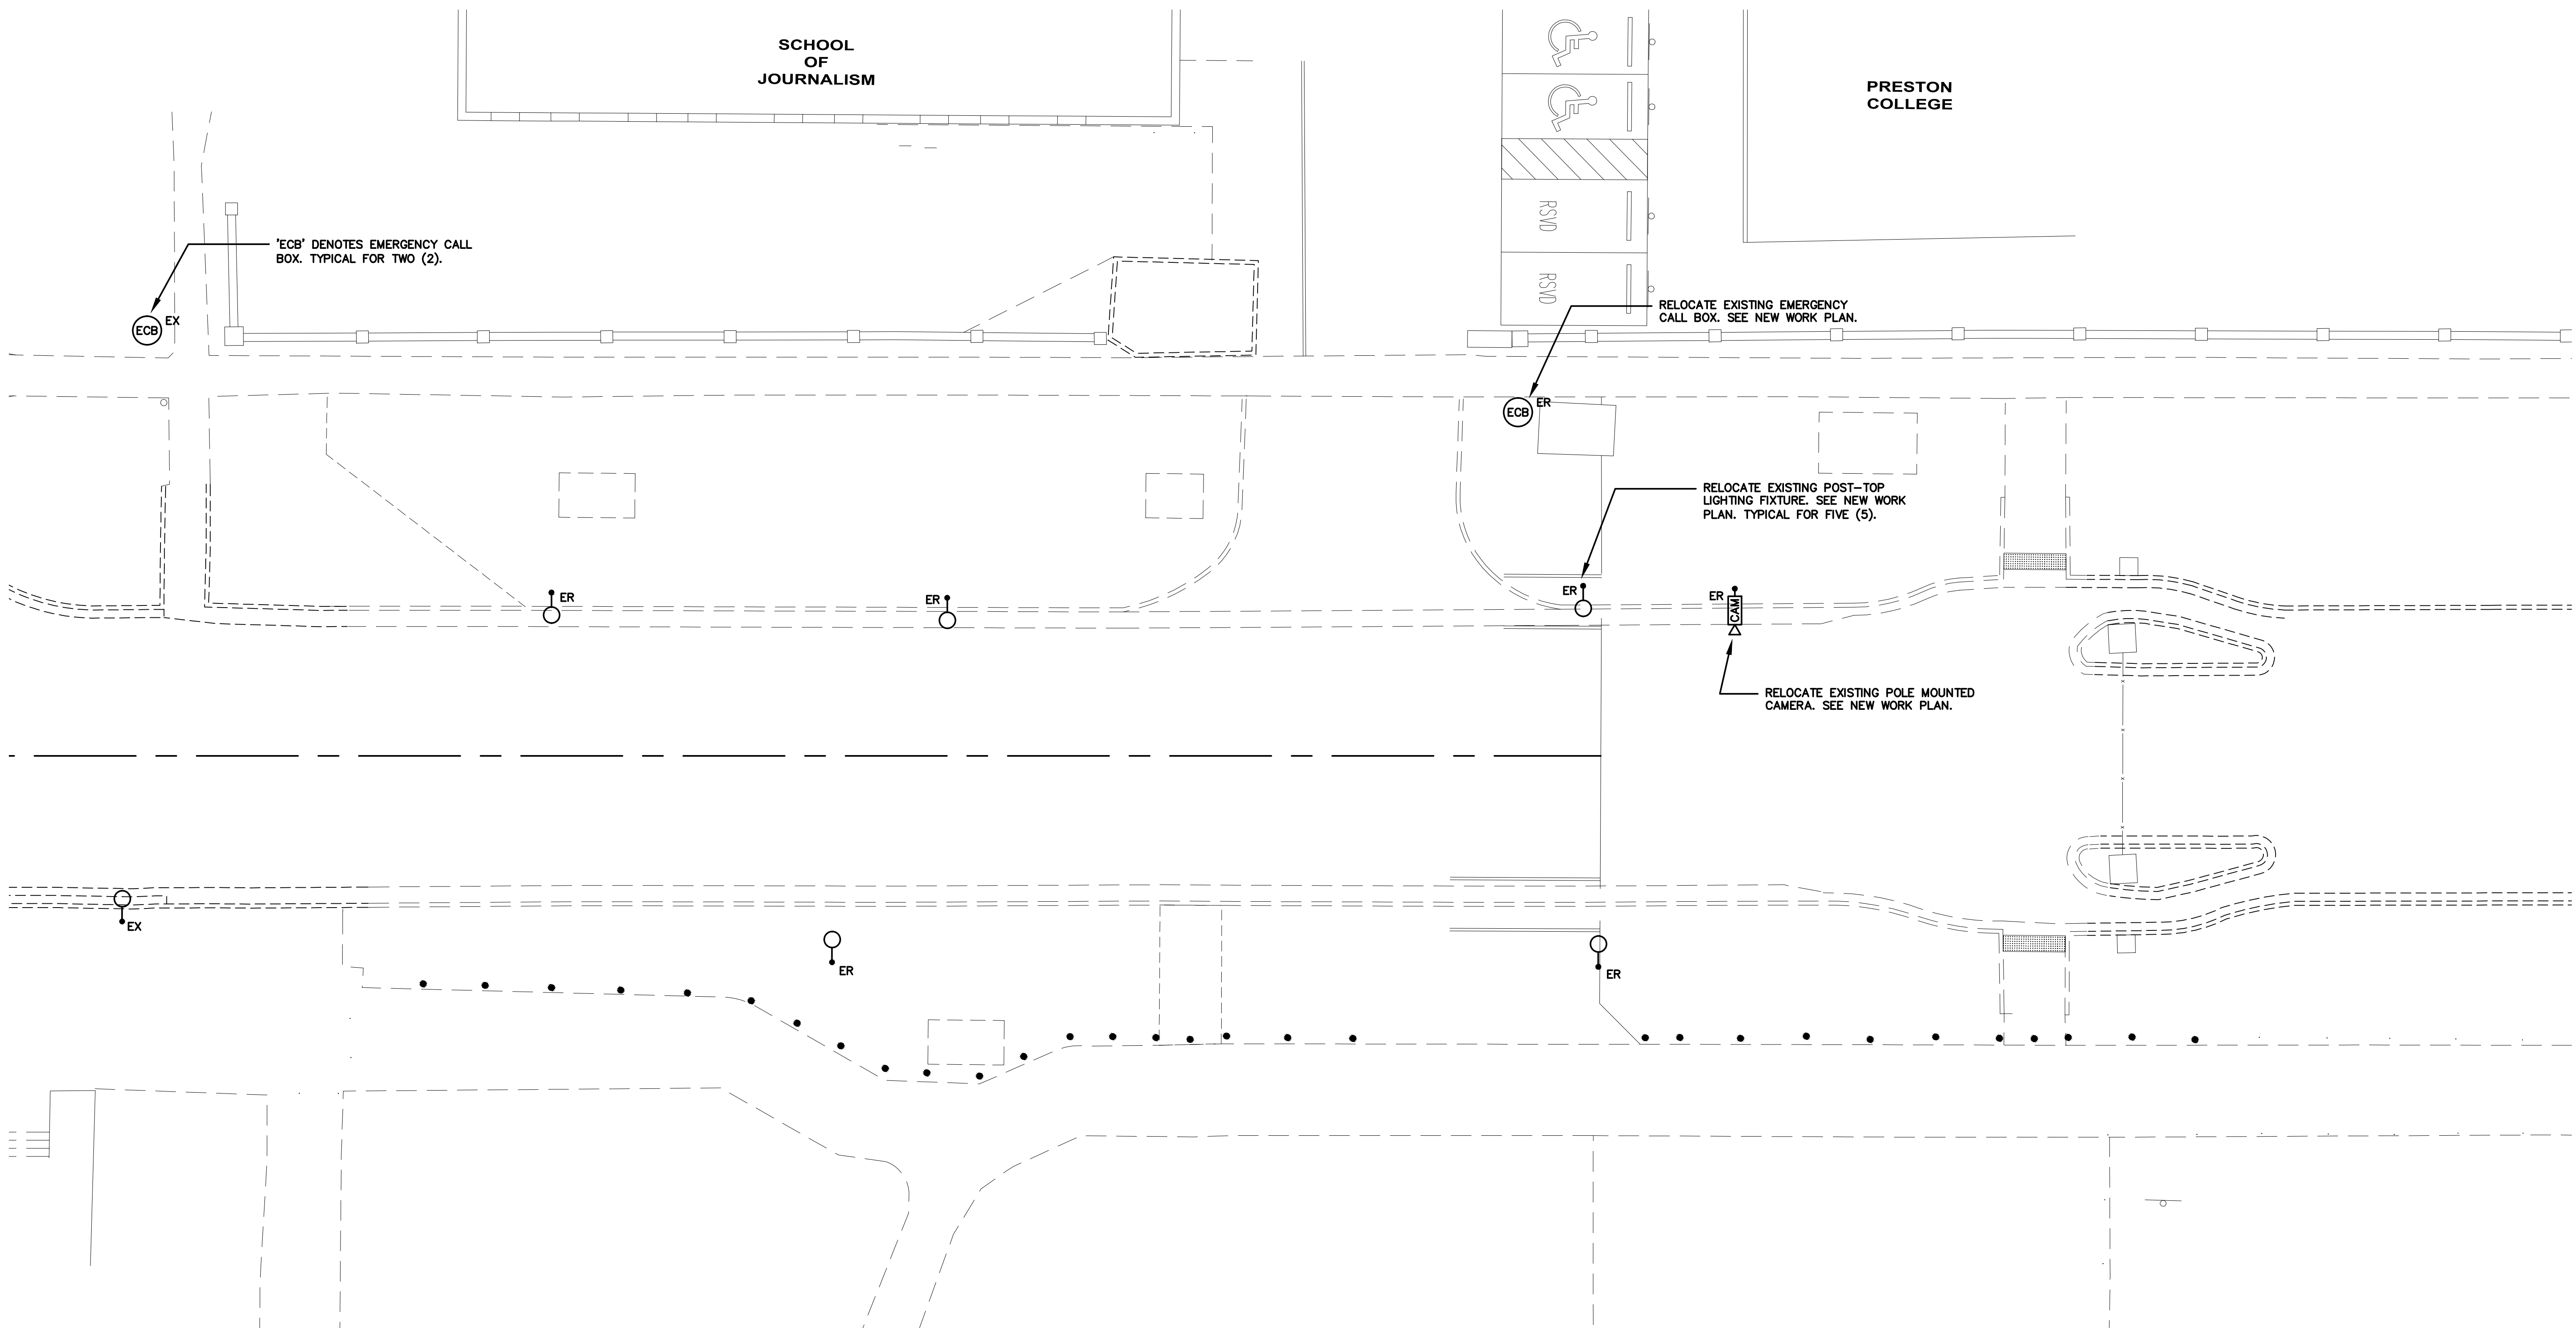 SCHOOL
OF
JOURNALISM
PRESTON
COLLEGE
RSVD
RSVD
'ECB' DENOTES EMERGENCY CALL
BOX. TYPICAL FOR TWO (2).
ECB
EX
RELOCATE EXISTING EMERGENCY
CALL BOX. SEE NEW WORK PLAN.
ECB
ER
RELOCATE EXISTING POST-TOP
LIGHTING FIXTURE. SEE NEW WORK
PLAN. TYPICAL FOR FIVE (5).
ER
ER
ER
ER
CAM
RELOCATE EXISTING POLE MOUNTED
CAMERA. SEE NEW WORK PLAN.
EX
ER
ER